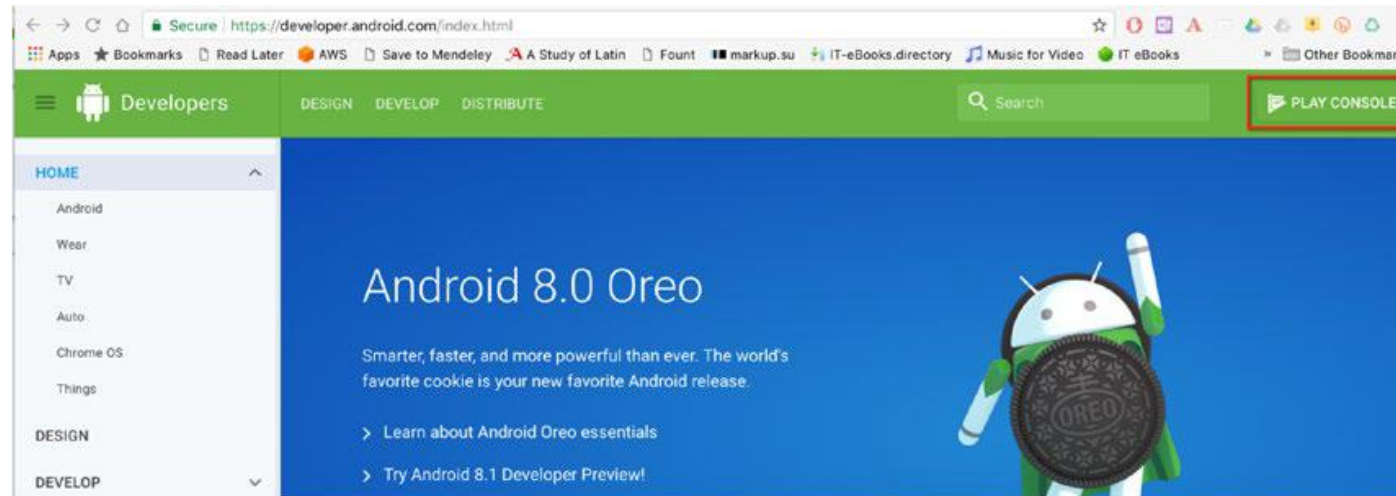 Secure https://developer.android.com/index.html
Apps Bookmarks Read Later AWS Save to Mendeley A Study of Latin Fount markup.su IT-eBooks.directory Music for Video IT eBooks » Other Bookmar
Developers DESIGN DEVELOP DISTRIBUTE Search PLAY CONSOLE
HOME
Android
Wear
TV
Auto
Chrome OS
Things
DESIGN
DEVELOP
Android 8.0 Oreo
Smarter, faster, and more powerful than ever. The world's
favorite cookie is your new favorite Android release.
> Learn about Android Oreo essentials
> Try Android 8.1 Developer Preview!
OREO